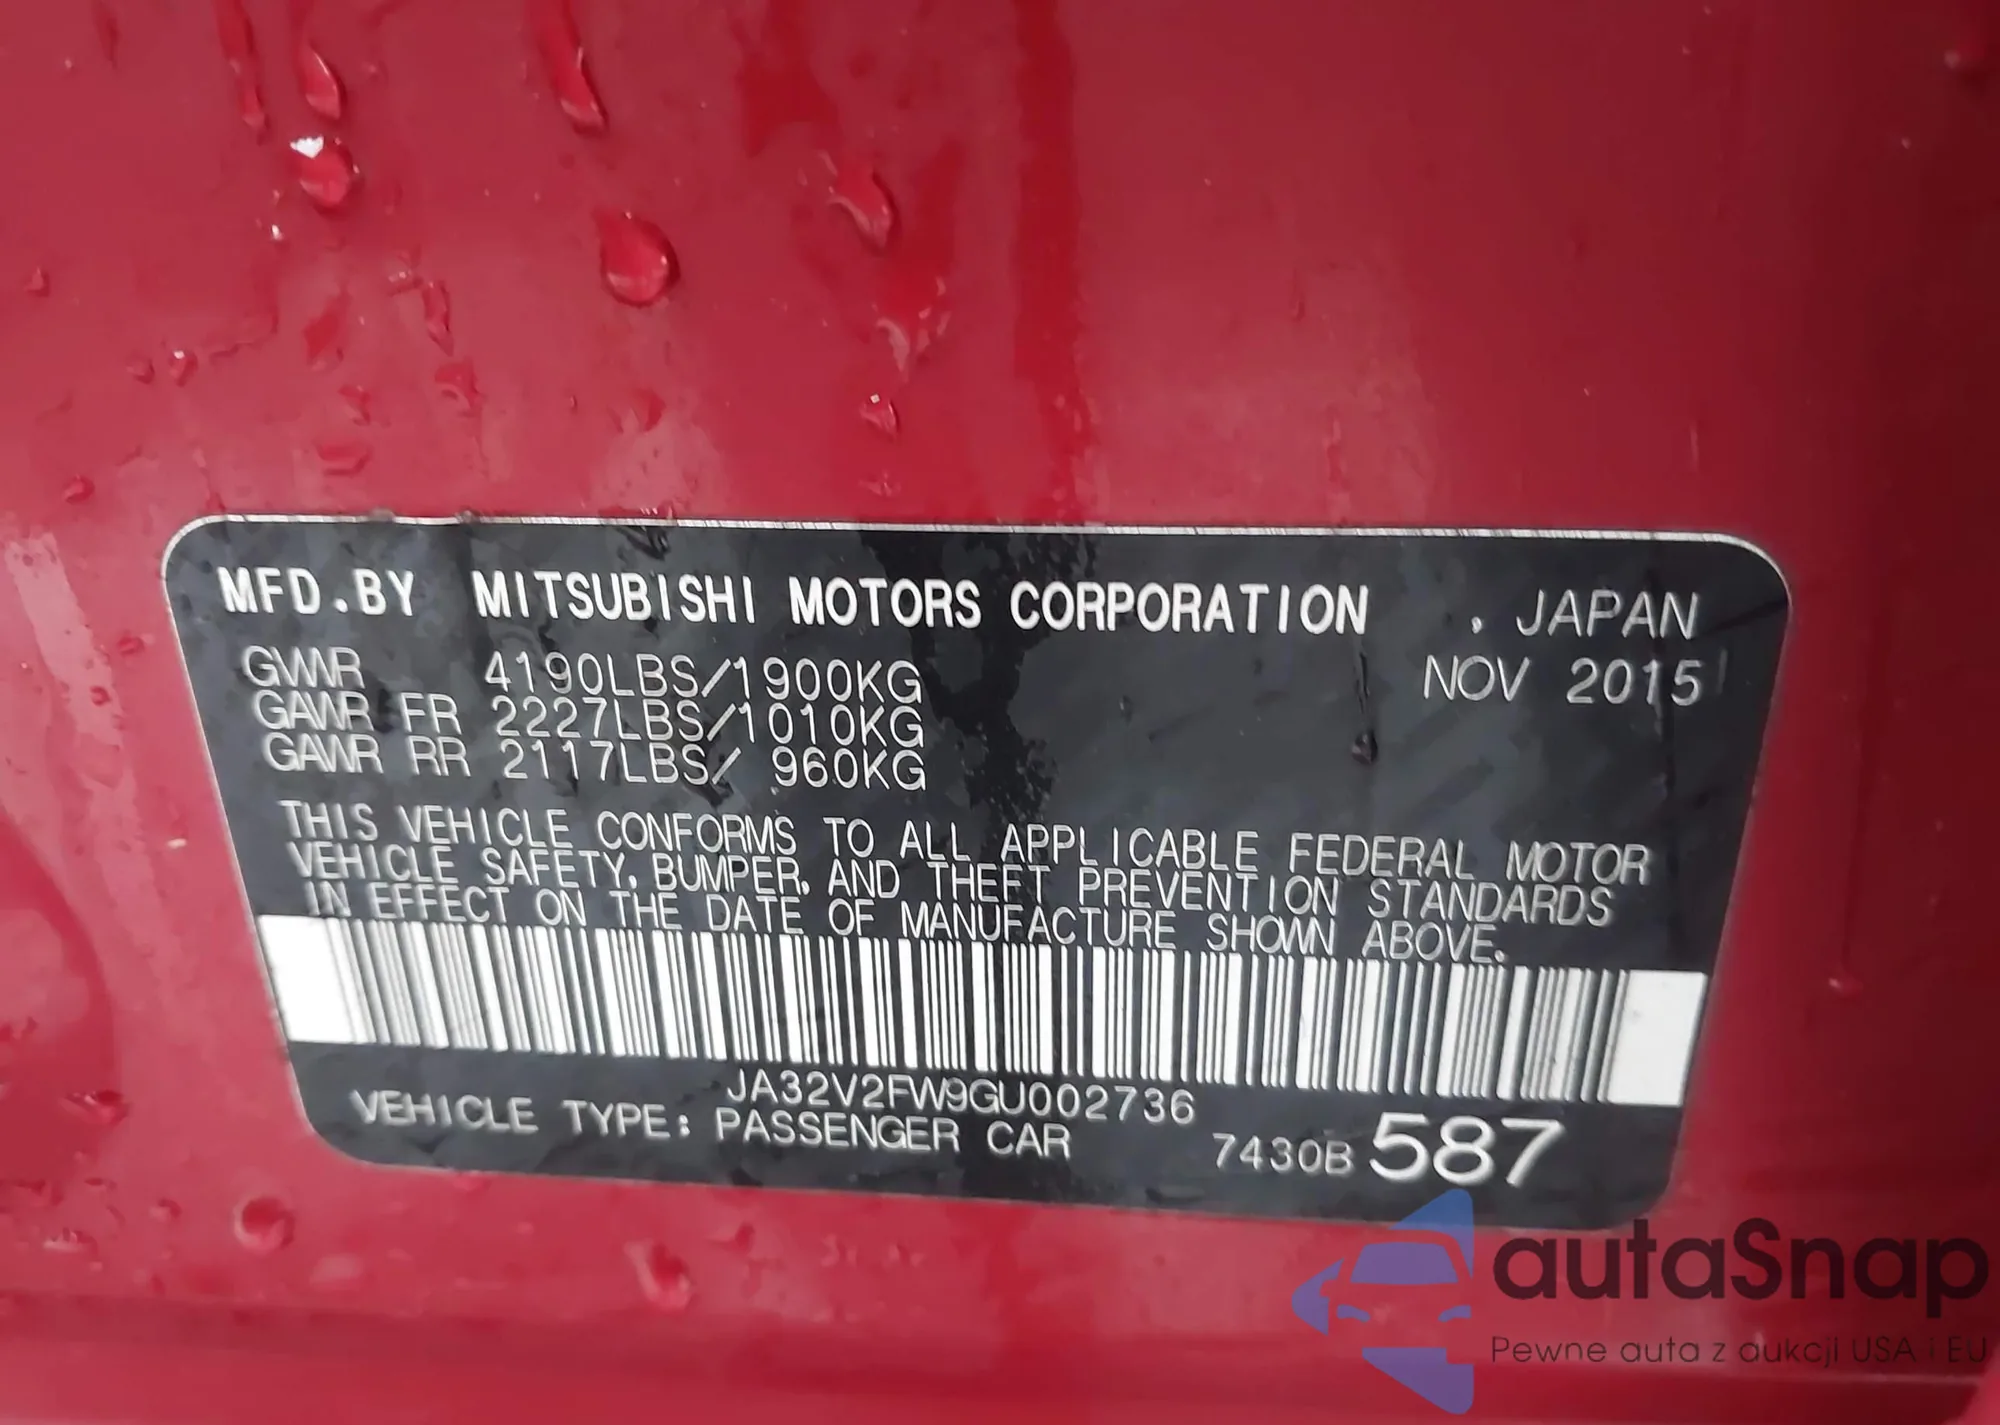 MFD.BY MITSUBISHI MOTORS CORPORATION . JAPAN
GVWR 4190LBS/1900KG NOV 2015
GAWR FR 2227LBS/1010KG
GAWR RR 2117LBS/ 960KG
THIS VEHICLE CONFORMS TO ALL APPLICABLE FEDERAL MOTOR
VEHICLE SAFETY, BUMPER, AND THEFT PREVENTION STANDARDS
IN EFFECT ON THE DATE OF MANUFACTURE SHOWN ABOVE.
JA32V2FW9GU002736
VEHICLE TYPE: PASSENGER CAR 7430B 587
autaSnap
Pewne auta z aukcji USA i EU